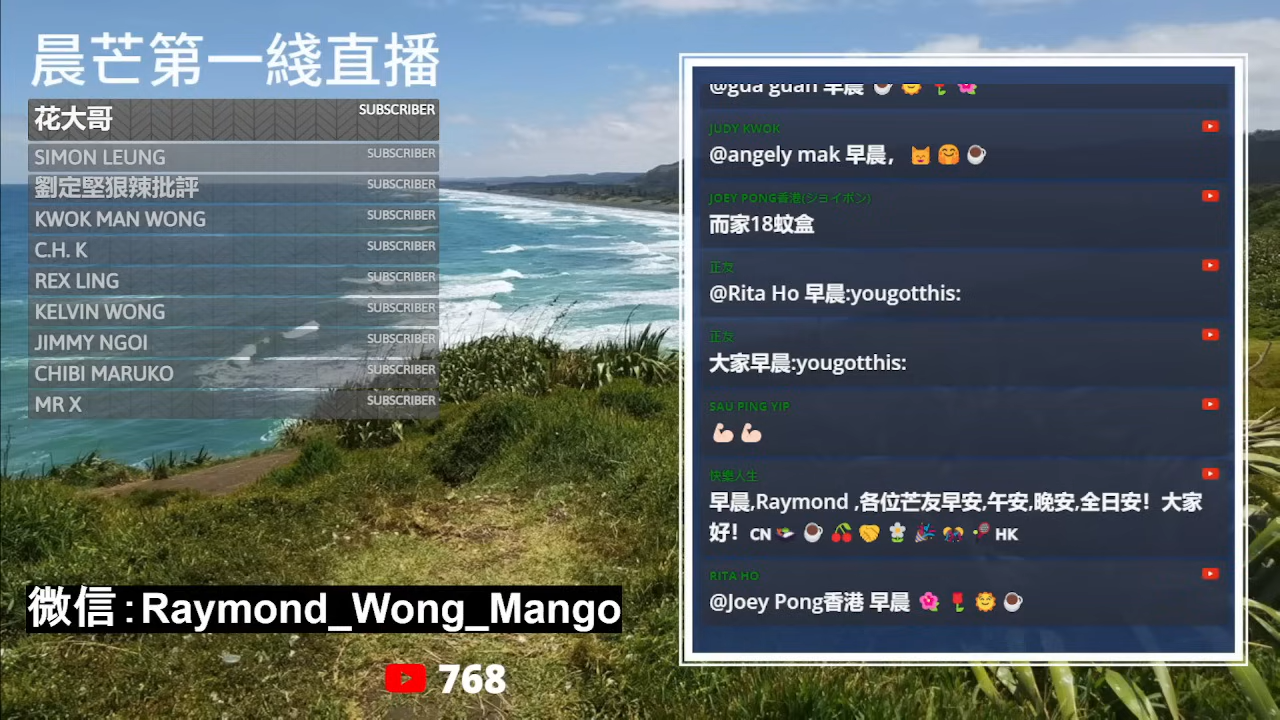 晨芒第一綫直播
花大哥 SUBSCRIBER
SIMON LEUNG SUBSCRIBER
劉定堅狠辣批評 SUBSCRIBER
KWOK MAN WONG SUBSCRIBER
C.H. K SUBSCRIBER
REX LING SUBSCRIBER
KELVIN WONG SUBSCRIBER
JIMMY NGOI SUBSCRIBER
CHIBI MARUKO SUBSCRIBER
MR X SUBSCRIBER
微信:Raymond_Wong_Mango
768
@gua guan 早晨 ☕ 🌞 🌷 🌺
JUDY KWOK
@angely mak 早晨， 😺 🤗 ☕
JOEY PONG香港(ジョイポン)
而家18蚊盒
正友
@Rita Ho 早晨:yougotthis:
正友
大家早晨:yougotthis:
SAU PING YIP
💪🏻 💪🏻
快樂人生
早晨,Raymond ,各位芒友早安,午安,晚安,全日安！大家
好！CN ☕ 🍒 🤝 🌼 🎉 HK
RITA HO
@Joey Pong香港 早晨 🌺 🌷 🌞 ☕